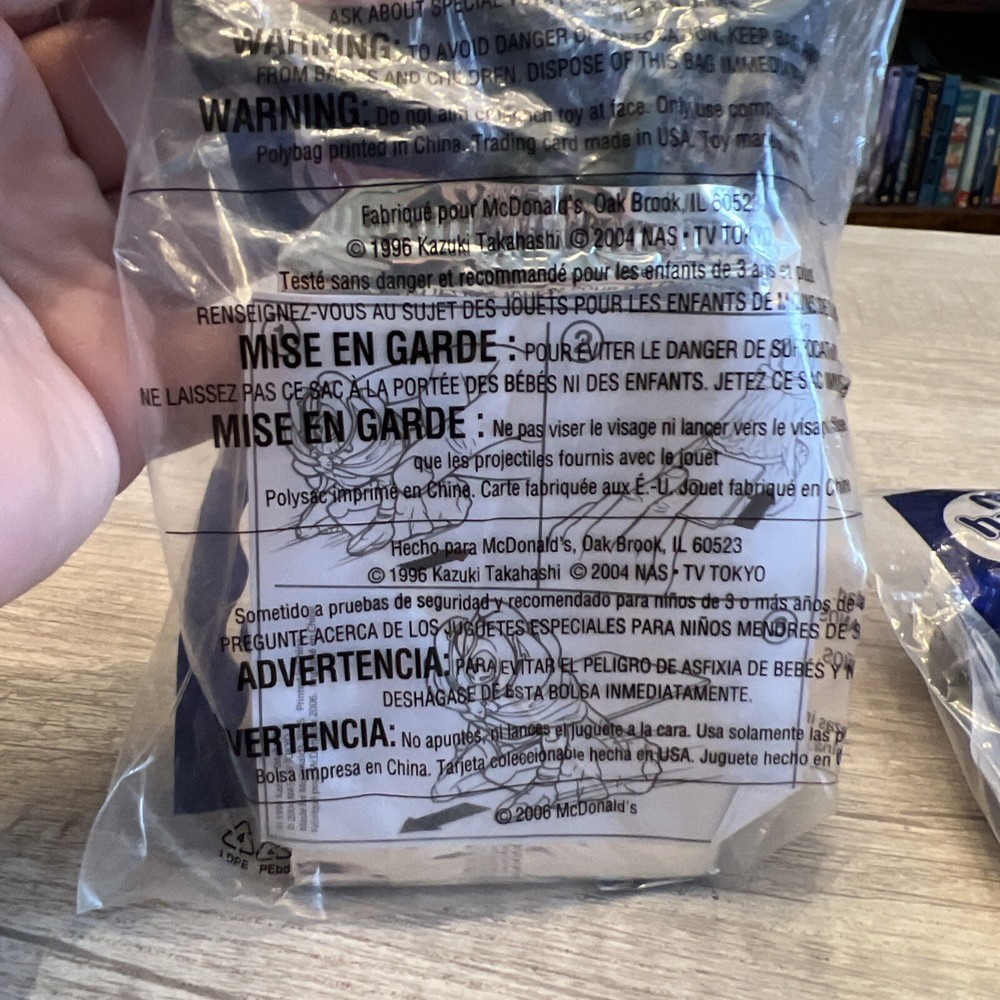 ASK ABOUT SPECIAL
WARNING: TO AVOID DANGER OF SUFFOCATION, KEEP
FROM BABIES AND CHILDREN. DISPOSE OF THIS BAG
WARNING: Do not aim or launch toy at face. Only use
Polybag printed in China. Trading card made in USA. Toy
Fabriqué pour McDonald's, Oak Brook, IL 6052
© 1996 Kazuki Takahashi © 2004 NAS • TV TOKYO
Testé sans danger et recommandé pour les enfants de 3 ans et plus
RENSEIGNEZ-VOUS AU SUJET DES JOUETS POUR LES ENFANTS DE
1 2
MISE EN GARDE : POUR ÉVITER LE DANGER DE
NE LAISSEZ PAS CE SAC À LA PORTÉE DES BÉBÉS NI DES ENFANTS. JETEZ CE SAC
MISE EN GARDE : Ne pas viser le visage ni lancer vers le
que les projectiles fournis avec le jouet
Polysac imprimé en Chine. Carte fabriquée aux É.-U. Jouet fabriqué en
Hecho para McDonald's, Oak Brook, IL 60523
© 1996 Kazuki Takahashi © 2004 NAS • TV TOKYO
Sometido a pruebas de seguridad y recomendado para niños de 3 o más años de
PREGUNTE ACERCA DE LOS JUGUETES ESPECIALES PARA NIÑOS MENORES DE
ADVERTENCIA: PARA EVITAR EL PELIGRO DE ASFIXIA DE BEBÉS Y
DESHÁGASE DE ESTA BOLSA INMEDIATAMENTE.
VERTENCIA: No apuntes, ni lances el juguete a la cara. Usa solamente las
Bolsa impresa en China. Tarjeta coleccionable hecha en USA. Juguete hecho en
© 2006 McDonald's
4
LDPE PEbd